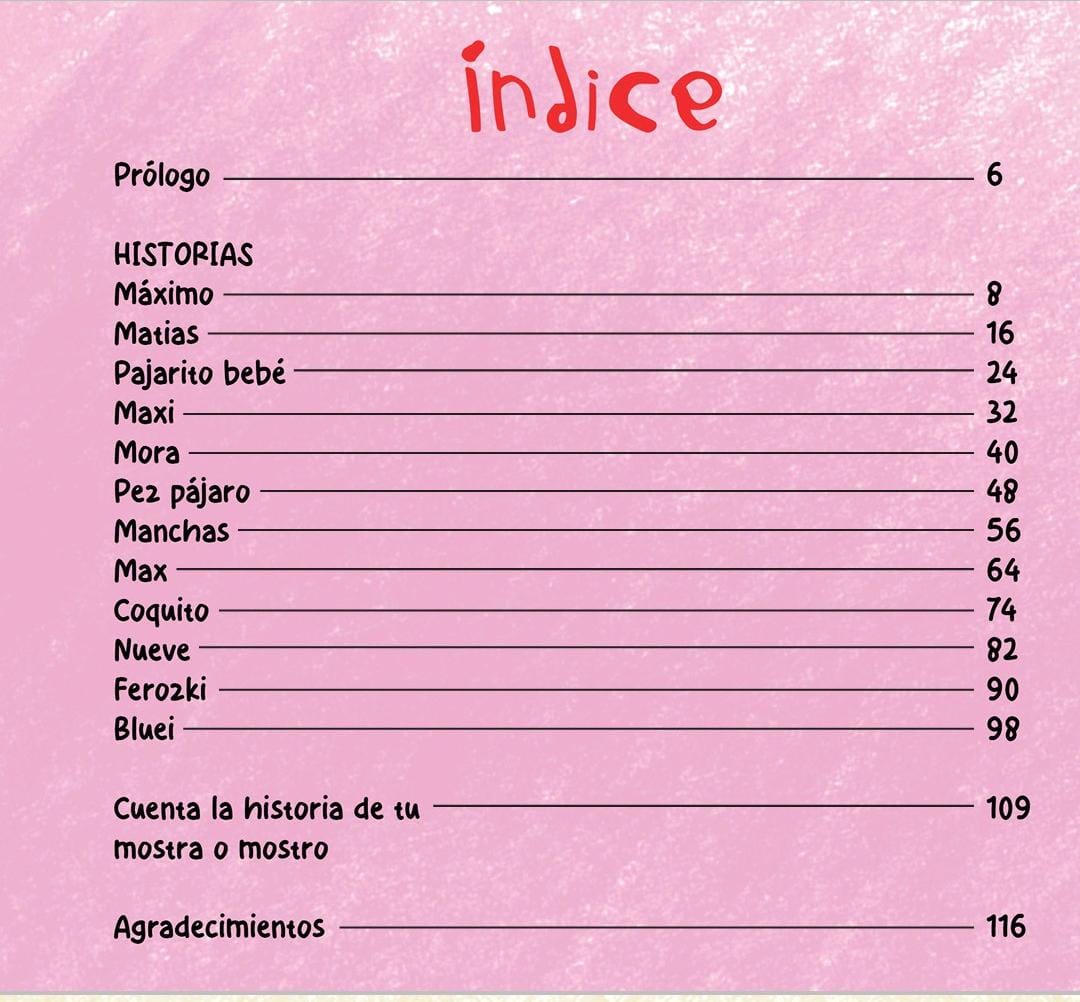 Índice
Prólogo 6
HISTORIAS
Máximo 8
Matias 16
Pajarito bebé 24
Maxi 32
Mora 40
Pez pájaro 48
Manchas 56
Max 64
Coquito 74
Nueve 82
Ferozki 90
Bluei 98
Cuenta la historia de tu 109
mostra o mostro
Agradecimientos 116